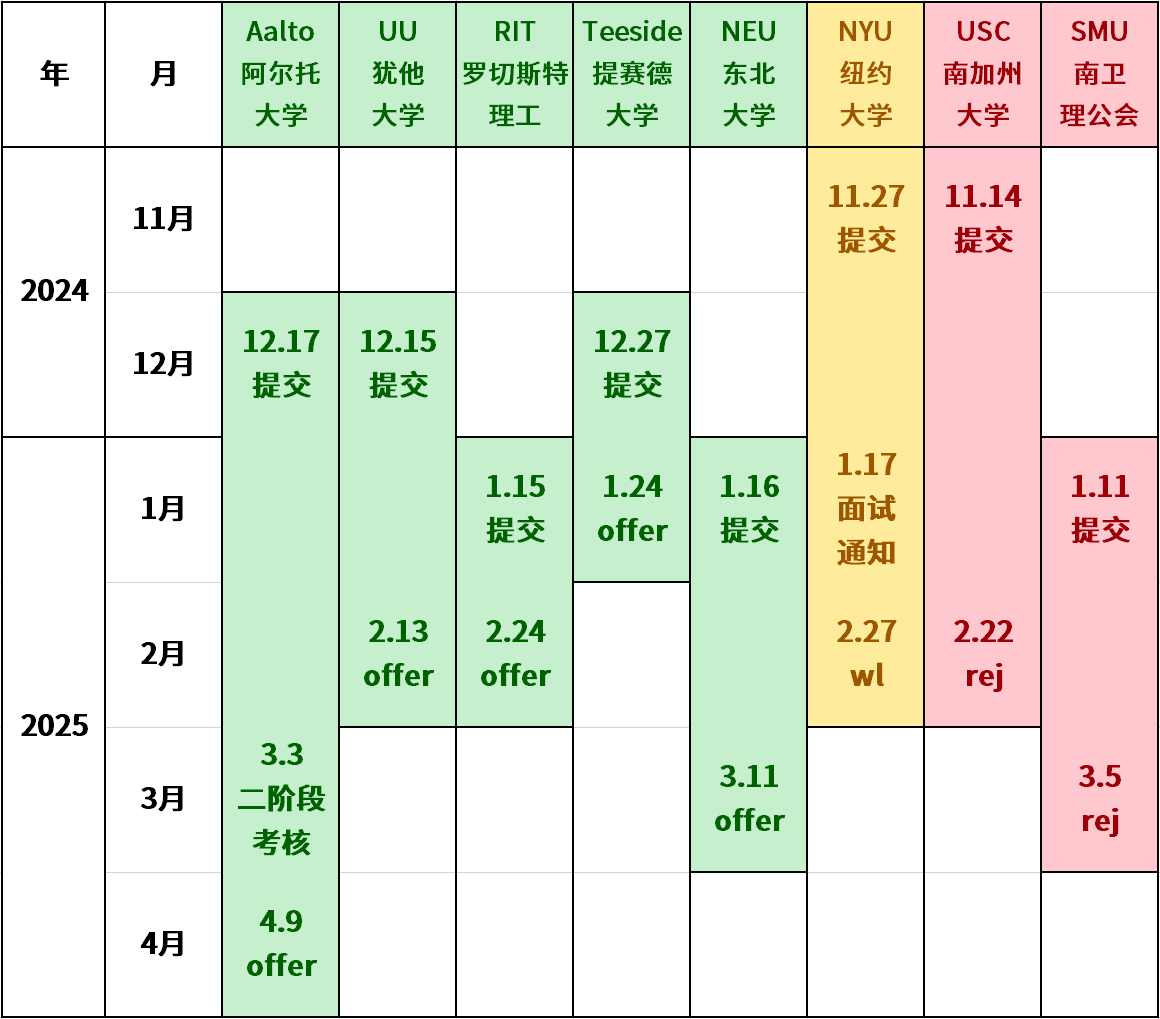 年
月
Aalto
阿尔托
大学
UU
犹他
大学
RIT
罗切斯特
理工
Teeside
提赛德
大学
NEU
东北
大学
NYU
纽约
大学
USC
南加州
大学
SMU
南卫
理公会
2024
11月
11.27
提交
11.14
提交
12月
12.17
提交
12.15
提交
12.27
提交
2025
1月
1.15
提交
1.24
offer
1.16
提交
1.17
面试
通知
1.11
提交
2月
2.13
offer
2.24
offer
2.27
wl
2.22
rej
3月
3.3
二阶段
考核
3.11
offer
3.5
rej
4月
4.9
offer